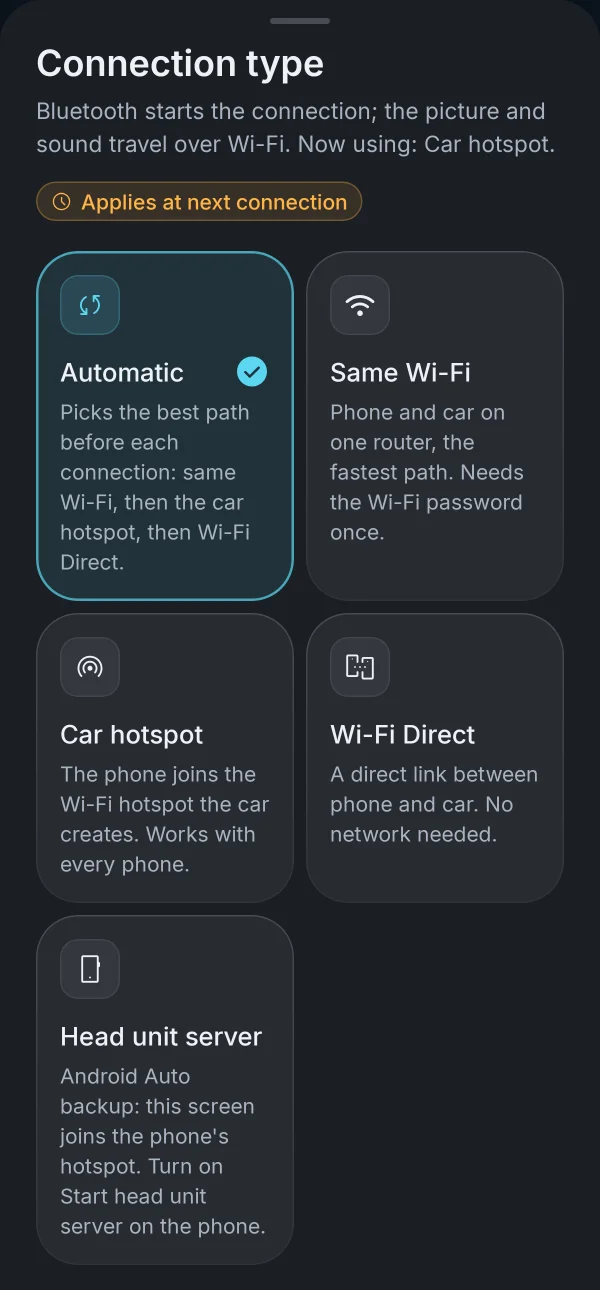 Connection type
Bluetooth starts the connection; the picture and
sound travel over Wi-Fi. Now using: Car hotspot.
Applies at next connection
Automatic
Picks the best path
before each
connection: same
Wi-Fi, then the car
hotspot, then Wi-Fi
Direct.
Same Wi-Fi
Phone and car on
one router, the
fastest path. Needs
the Wi-Fi password
once.
Car hotspot
The phone joins the
Wi-Fi hotspot the car
creates. Works with
every phone.
Wi-Fi Direct
A direct link between
phone and car. No
network needed.
Head unit server
Android Auto
backup: this screen
joins the phone's
hotspot. Turn on
Start head unit
server on the phone.